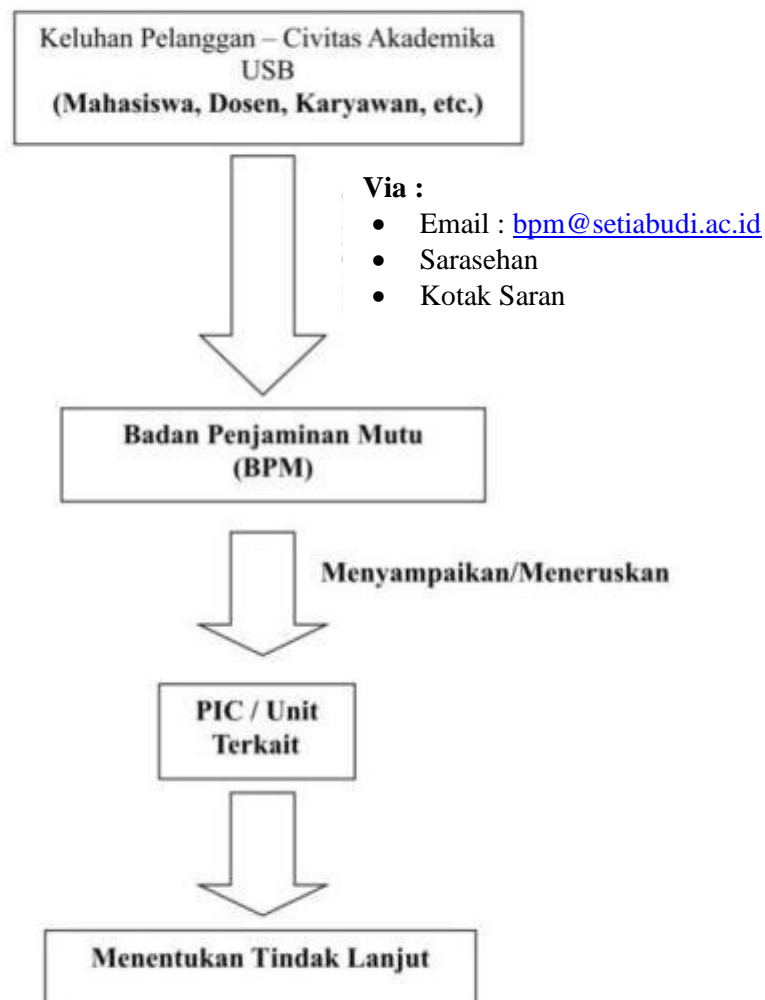 Keluhan Pelanggan – Civitas Akademika
USB
(Mahasiswa, Dosen, Karyawan, etc.)
Via :
• Email : bpm@setiabudi.ac.id
• Sarasehan
• Kotak Saran
Badan Penjaminan Mutu
(BPM)
Menyampaikan/Meneruskan
PIC / Unit
Terkait
Menentukan Tindak Lanjut